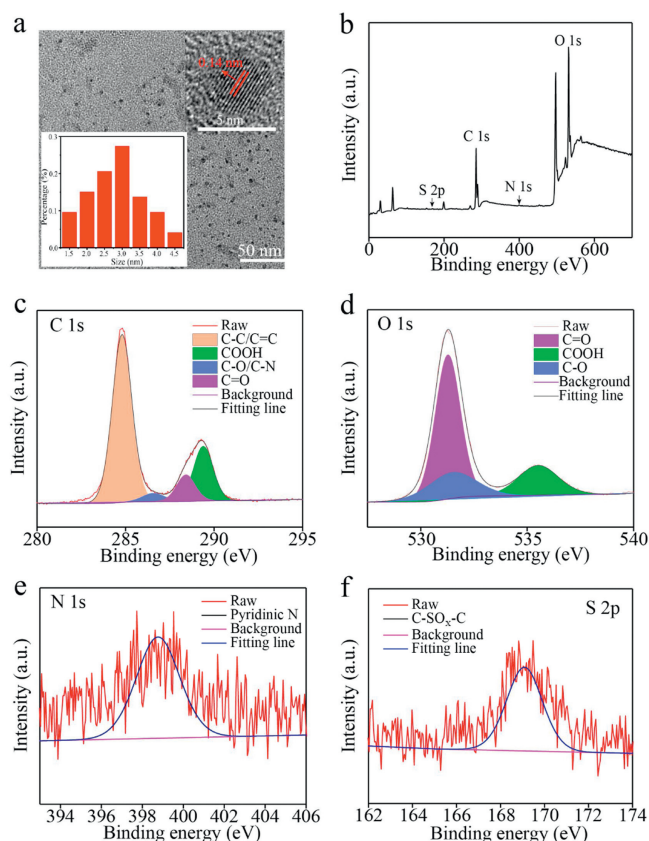 a
0.14 nm
5 nm
50 nm
Percentage (%)
0.3
0.2
0.1
0.0
1.5 2.0 2.5 3.0 3.5 4.0 4.5
Size (nm)
b
O 1s
C 1s
S 2p
N 1s
Intensity (a.u.)
0 200 400 600
Binding energy (eV)
c
C 1s
Raw
C-C/C=C
COOH
C-O/C-N
C=O
Background
Fitting line
Intensity (a.u.)
280 285 290 295
Binding energy (eV)
d
O 1s
Raw
C=O
COOH
C-O
Background
Fitting line
Intensity (a.u.)
530 535 540
Binding energy (eV)
e
N 1s
Raw
Pyridinic N
Background
Fitting line
Intensity (a.u.)
394 396 398 400 402 404 406
Binding energy (eV)
f
Raw
C-SOx-C
Background
Fitting line
S 2p
Intensity (a.u.)
162 164 166 168 170 172 174
Binding energy (eV)